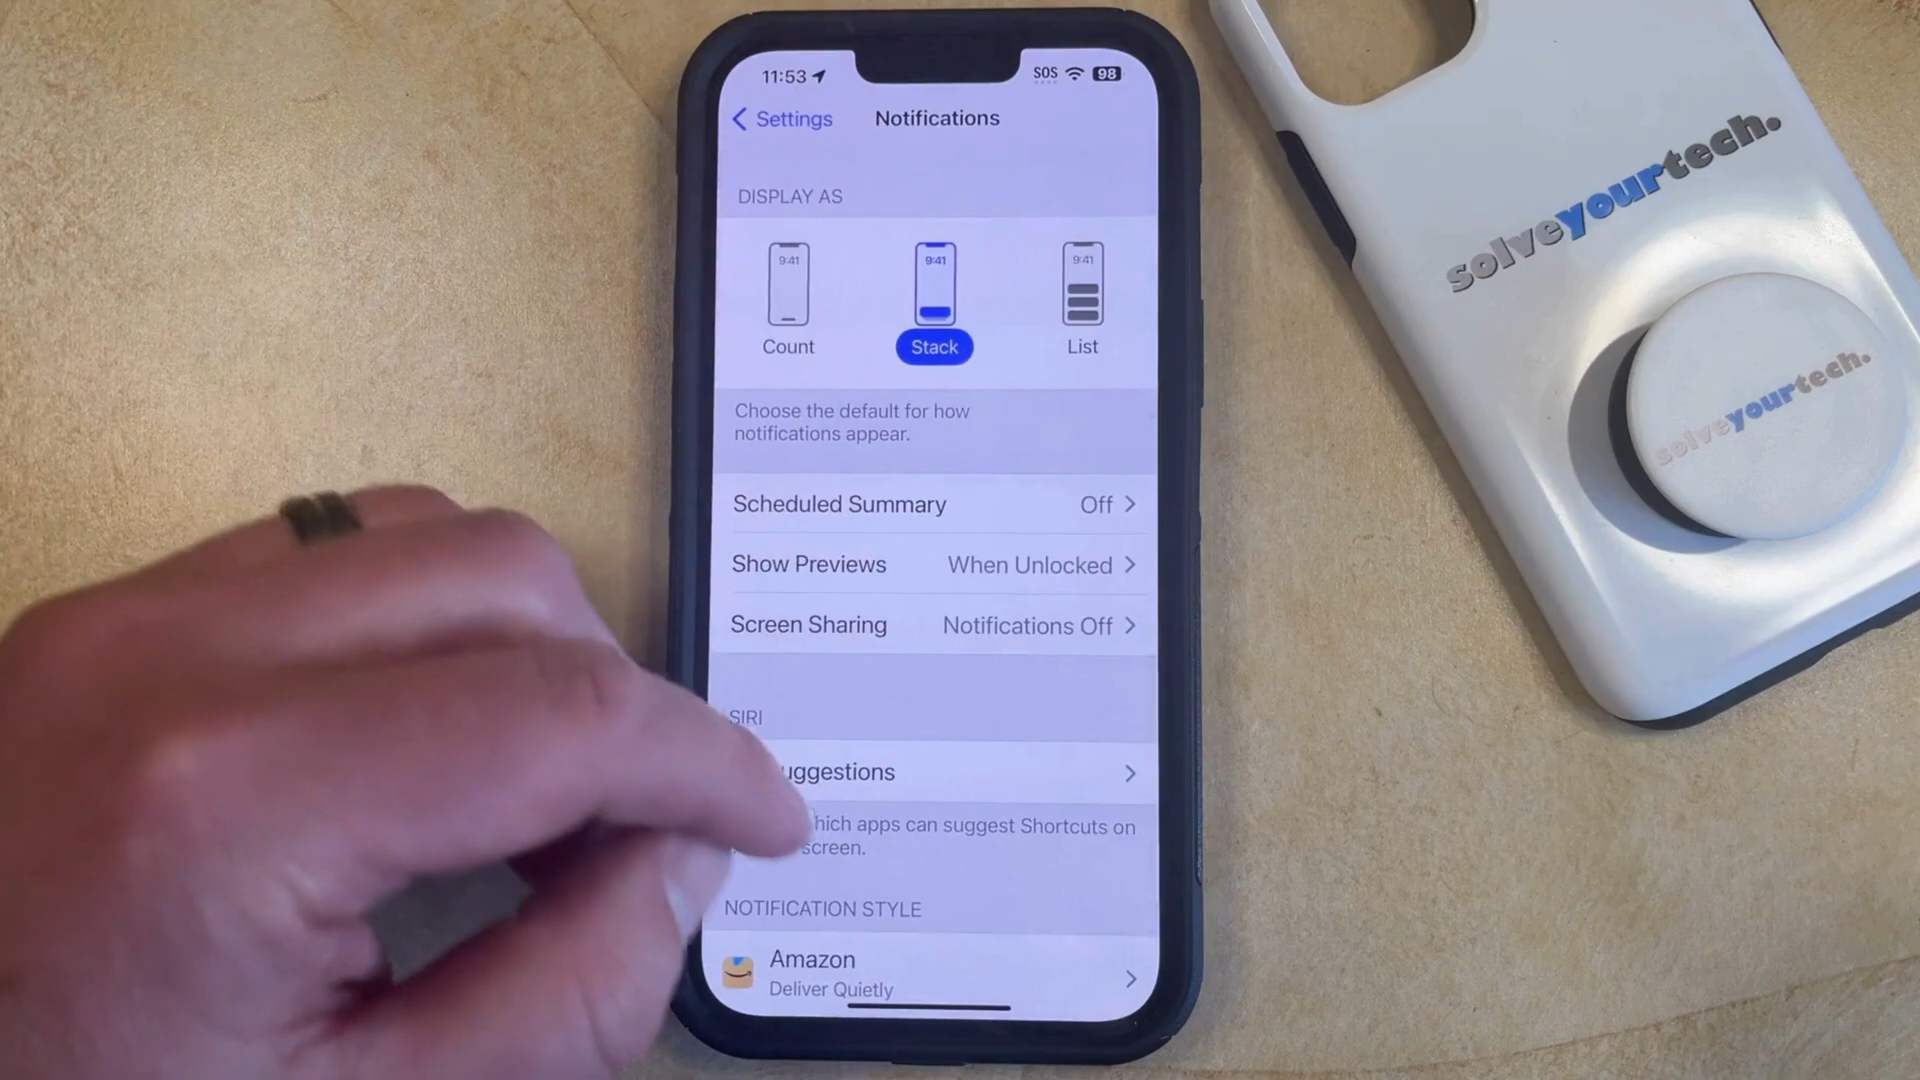 11:53
SOS 98
Settings
Notifications
DISPLAY AS
9:41 9:41 9:41
Count Stack List
Choose the default for how
notifications appear.
Scheduled Summary Off
Show Previews When Unlocked
Screen Sharing Notifications Off
SIRI
uggestions
hich apps can suggest Shortcuts on
screen.
NOTIFICATION STYLE
Amazon
Deliver Quietly
solveyourtech.
solveyourtech.